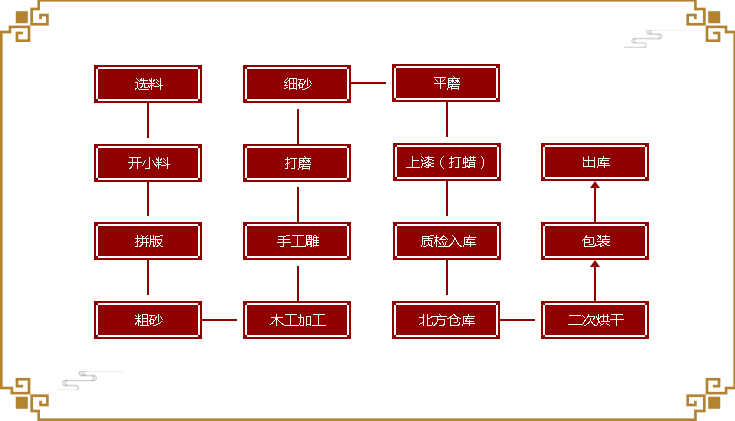 选料
开小料
拼版
粗砂
木工加工
手工雕
打磨
细砂
平磨
上漆（打蜡）
质检入库
北方仓库
二次烘干
包装
出库